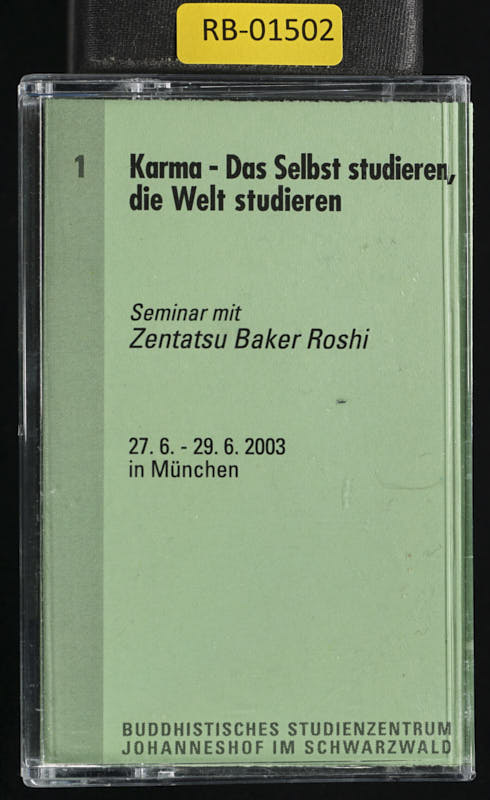 RB-01502
1
Karma - Das Selbst studieren,
die Welt studieren
Seminar mit
Zentatsu Baker Roshi
27. 6. - 29. 6. 2003
in München
BUDDHISTISCHES STUDIENZENTRUM
JOHANNESHOF IM SCHWARZWALD